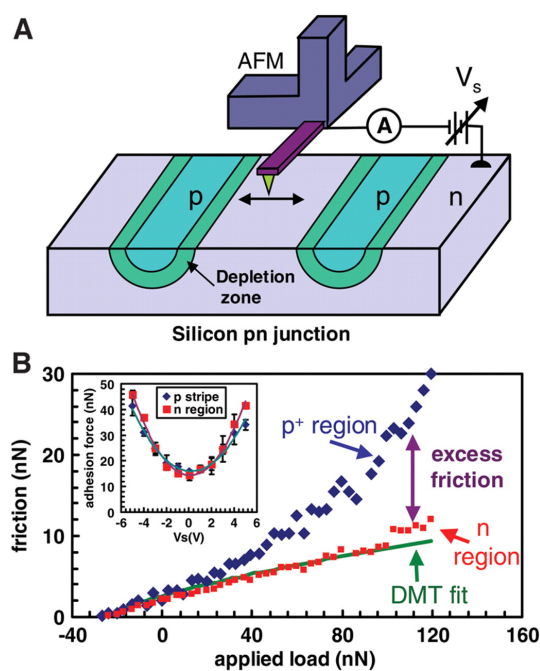 A
AFM
Vs
A
p
p
n
Depletion
zone
Silicon pn junction
B
30
20
10
0
friction (nN)
-40
0
40
80
120
160
applied load (nN)
50
40
30
20
10
0
adhesion force (nN)
-6
-4
-2
0
2
4
6
Vs(V)
p stripe
n region
p+ region
excess
friction
n
region
DMT fit